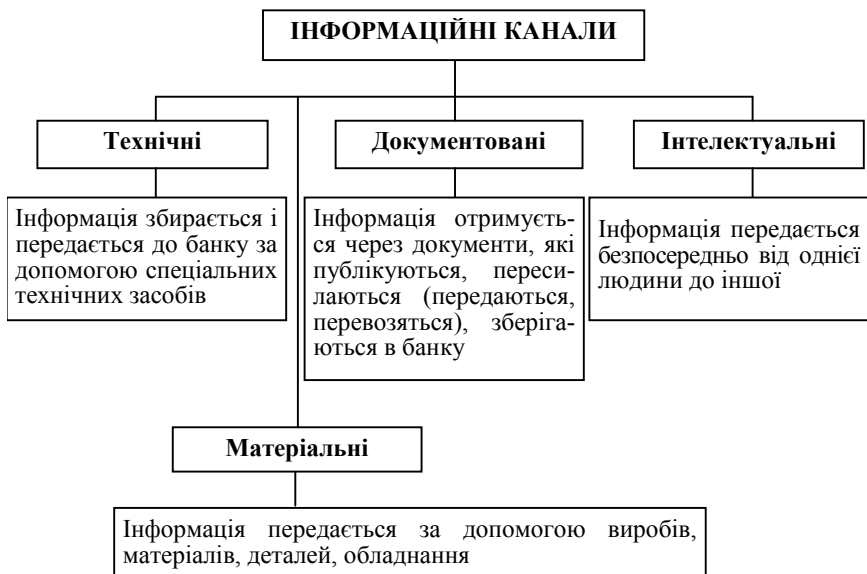 ІНФОРМАЦІЙНІ КАНАЛИ
Технічні
Інформація збирається і
передається до банку за
допомогою спеціальних
технічних засобів
Документовані
Інформація отримуєть-
ся через документи, які
публікуються, переси-
лаються (передаються,
перевозяться), зберіга-
ються в банку
Інтелектуальні
Інформація передається
безпосередньо від однієї
людини до іншої
Матеріальні
Інформація передається за допомогою виробів,
матеріалів, деталей, обладнання